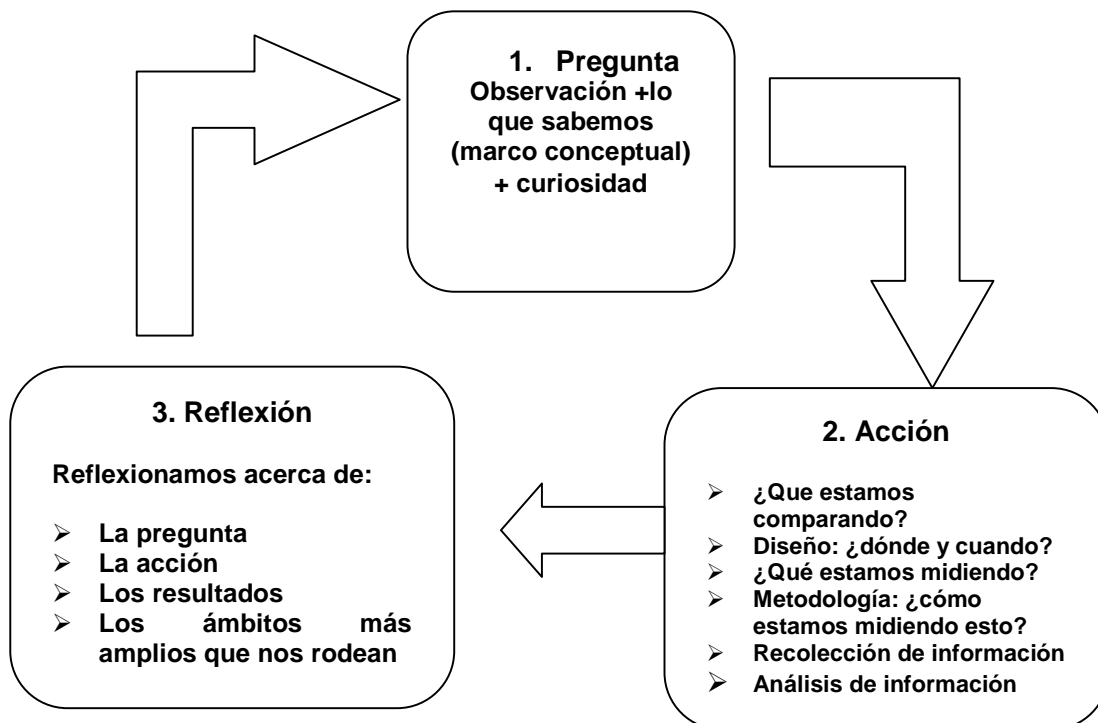 1. Pregunta
Observación +lo
que sabemos
(marco conceptual)
+ curiosidad
2. Acción
➢ ¿Que estamos
comparando?
➢ Diseño: ¿dónde y cuando?
➢ ¿Qué estamos midiendo?
➢ Metodología: ¿cómo
estamos midiendo esto?
➢ Recolección de información
➢ Análisis de información
3. Reflexión
Reflexionamos acerca de:
➢ La pregunta
➢ La acción
➢ Los resultados
➢ Los ámbitos más
amplios que nos rodean